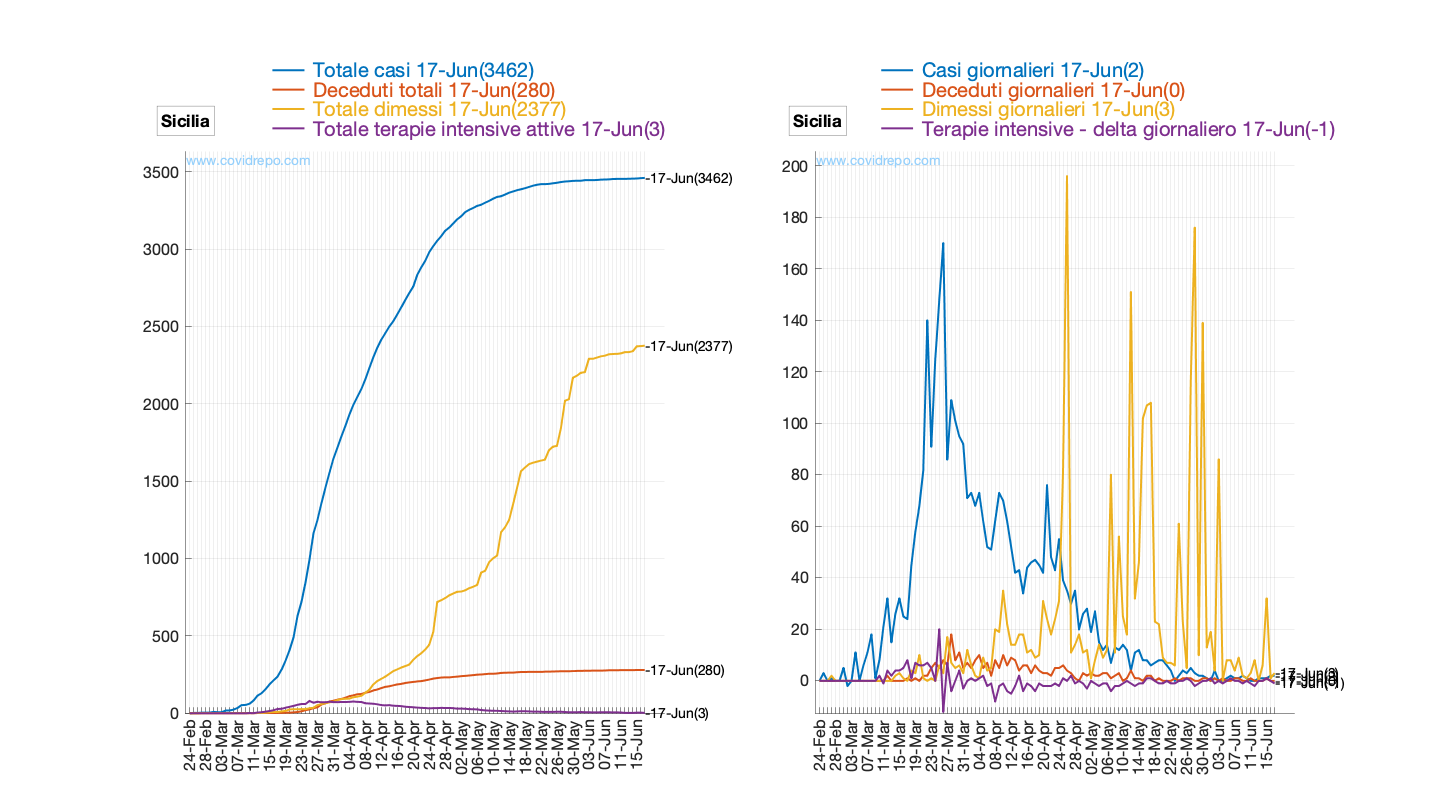 Totale casi 17-Jun(3462)
Deceduti totali 17-Jun(280)
Totale dimessi 17-Jun(2377)
Totale terapie intensive attive 17-Jun(3)
Sicilia
www.covidrepo.com
3500
3000
2500
2000
1500
1000
500
0
-17-Jun(3462)
-17-Jun(2377)
-17-Jun(280)
-17-Jun(3)
24-Feb
28-Feb
03-Mar
07-Mar
11-Mar
15-Mar
19-Mar
23-Mar
27-Mar
31-Mar
04-Apr
08-Apr
12-Apr
16-Apr
20-Apr
24-Apr
28-Apr
02-May
06-May
10-May
14-May
18-May
22-May
26-May
30-May
03-Jun
07-Jun
11-Jun
15-Jun
Casi giornalieri 17-Jun(2)
Deceduti giornalieri 17-Jun(0)
Dimessi giornalieri 17-Jun(3)
Terapie intensive - delta giornaliero 17-Jun(-1)
Sicilia
www.covidrepo.com
200
180
160
140
120
100
80
60
40
20
0
24-Feb
28-Feb
03-Mar
07-Mar
11-Mar
15-Mar
19-Mar
23-Mar
27-Mar
31-Mar
04-Apr
08-Apr
12-Apr
16-Apr
20-Apr
24-Apr
28-Apr
02-May
06-May
10-May
14-May
18-May
22-May
26-May
30-May
03-Jun
07-Jun
11-Jun
15-Jun